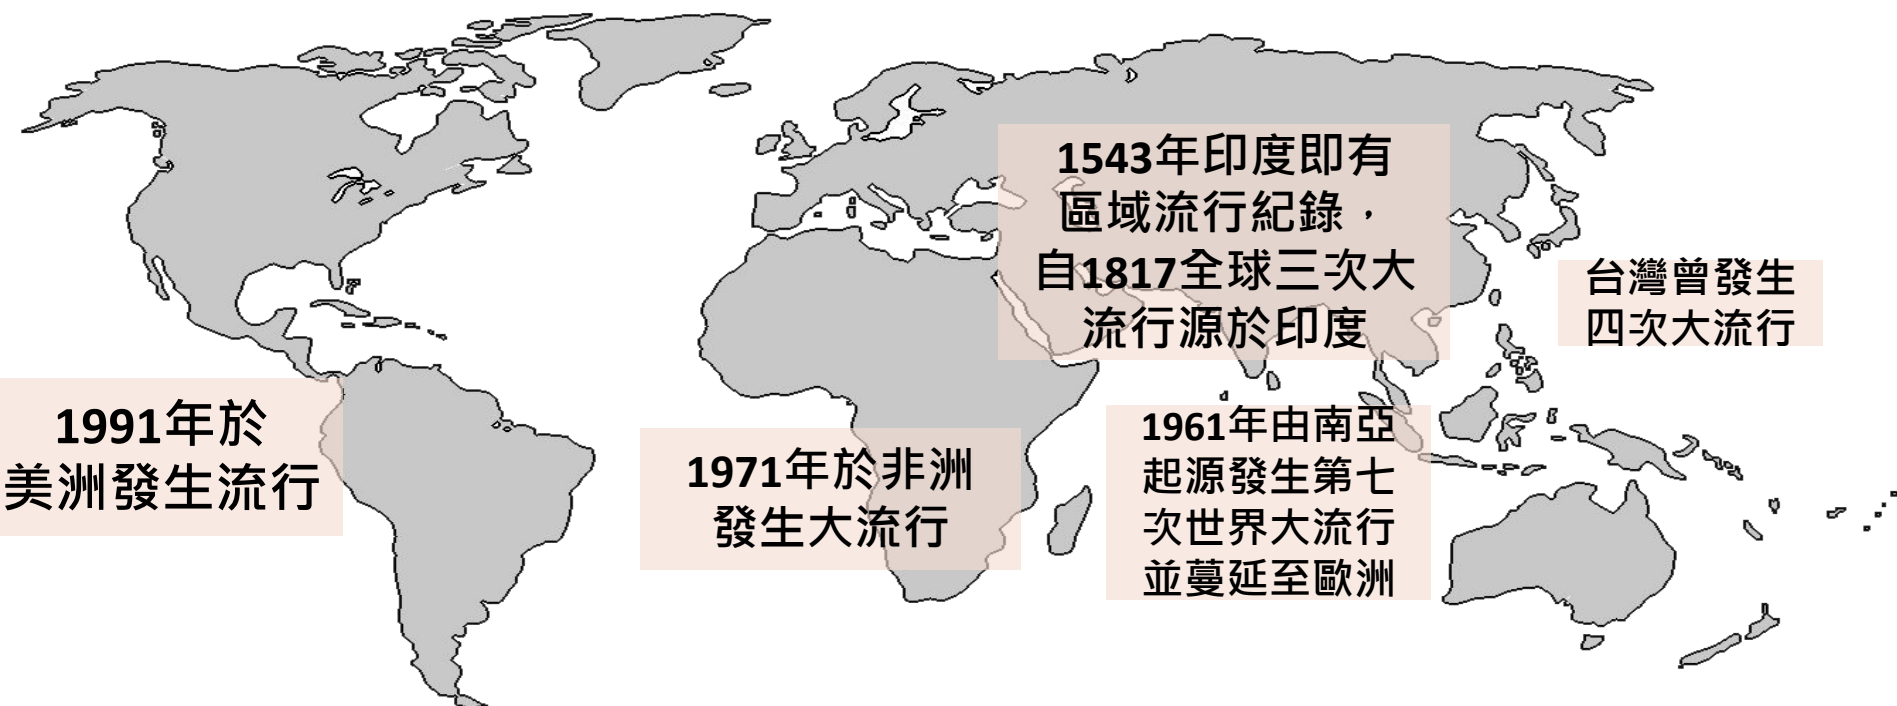 1543年印度即有
區域流行紀錄，
自1817全球三次大
流行源於印度
台灣曾發生
四次大流行
1991年於
美洲發生流行
1971年於非洲
發生大流行
1961年由南亞
起源發生第七
次世界大流行
並蔓延至歐洲